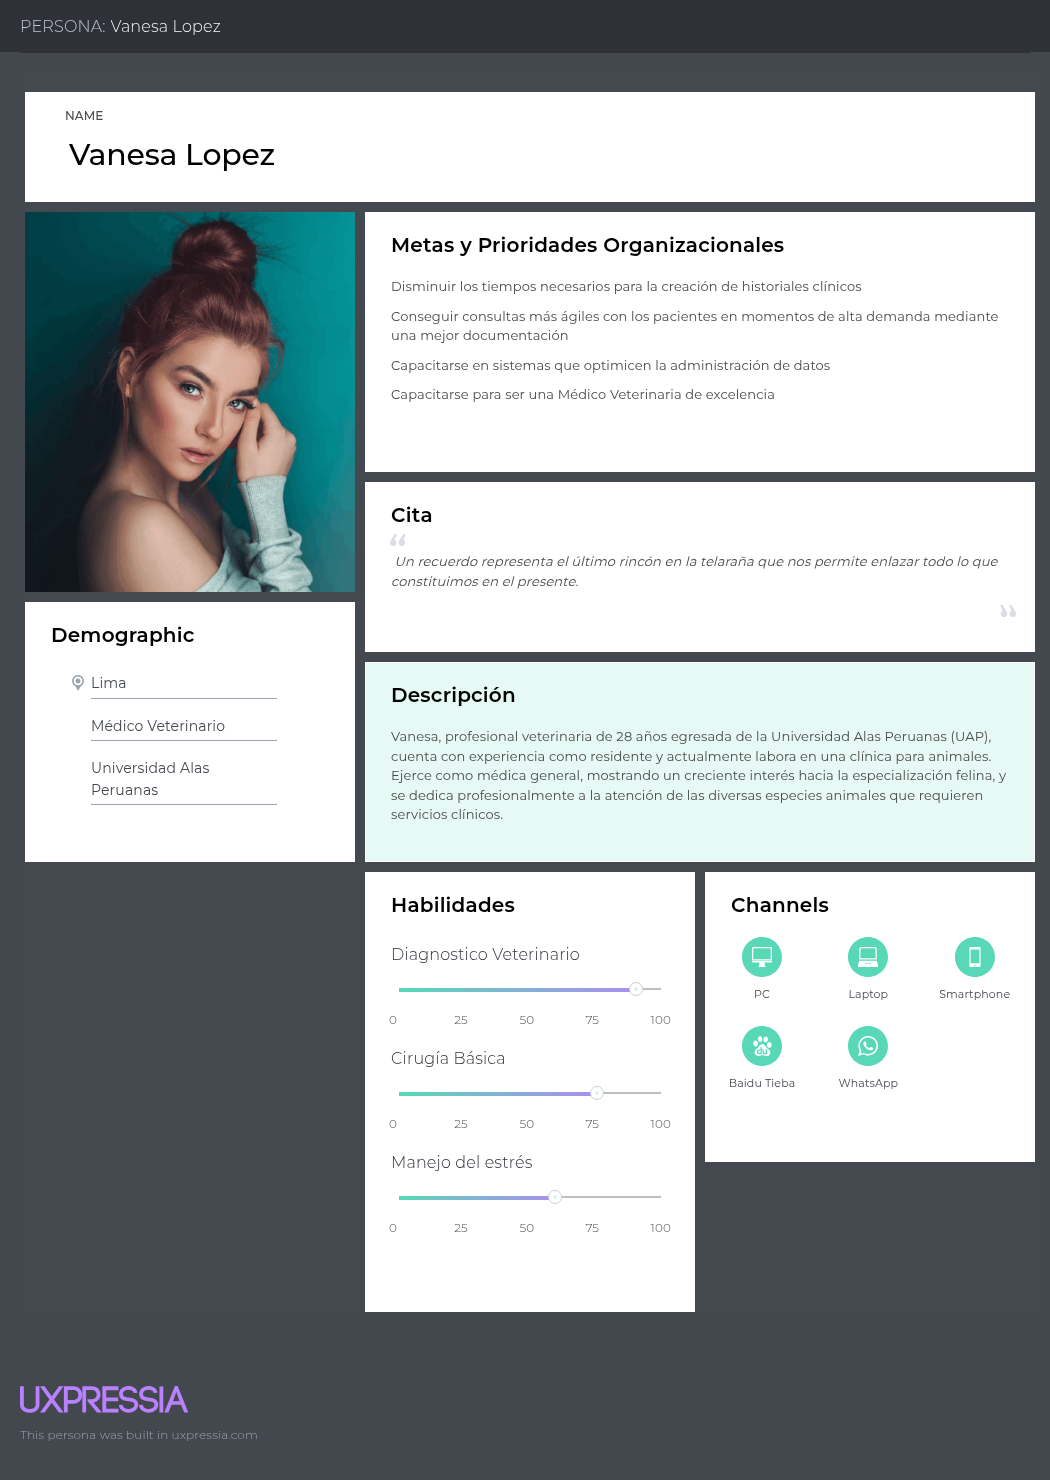 PERSONA: Vanesa Lopez
NAME
Vanesa Lopez
Metas y Prioridades Organizacionales
Disminuir los tiempos necesarios para la creación de historiales clínicos
Conseguir consultas más ágiles con los pacientes en momentos de alta demanda mediante
una mejor documentación
Capacitarse en sistemas que optimicen la administración de datos
Capacitarse para ser una Médico Veterinaria de excelencia
Cita
“
Un recuerdo representa el último rincón en la telaraña que nos permite enlazar todo lo que
constituimos en el presente.
”
Demographic
Lima
Médico Veterinario
Universidad Alas
Peruanas
Descripción
Vanesa, profesional veterinaria de 28 años egresada de la Universidad Alas Peruanas (UAP),
cuenta con experiencia como residente y actualmente labora en una clínica para animales.
Ejerce como médica general, mostrando un creciente interés hacia la especialización felina, y
se dedica profesionalmente a la atención de las diversas especies animales que requieren
servicios clínicos.
Habilidades
Diagnostico Veterinario
0 25 50 75 100
Cirugía Básica
0 25 50 75 100
Manejo del estrés
0 25 50 75 100
Channels
PC Laptop Smartphone
du
Baidu Tieba WhatsApp
UXPRESSIA
This persona was built in uxpressia.com